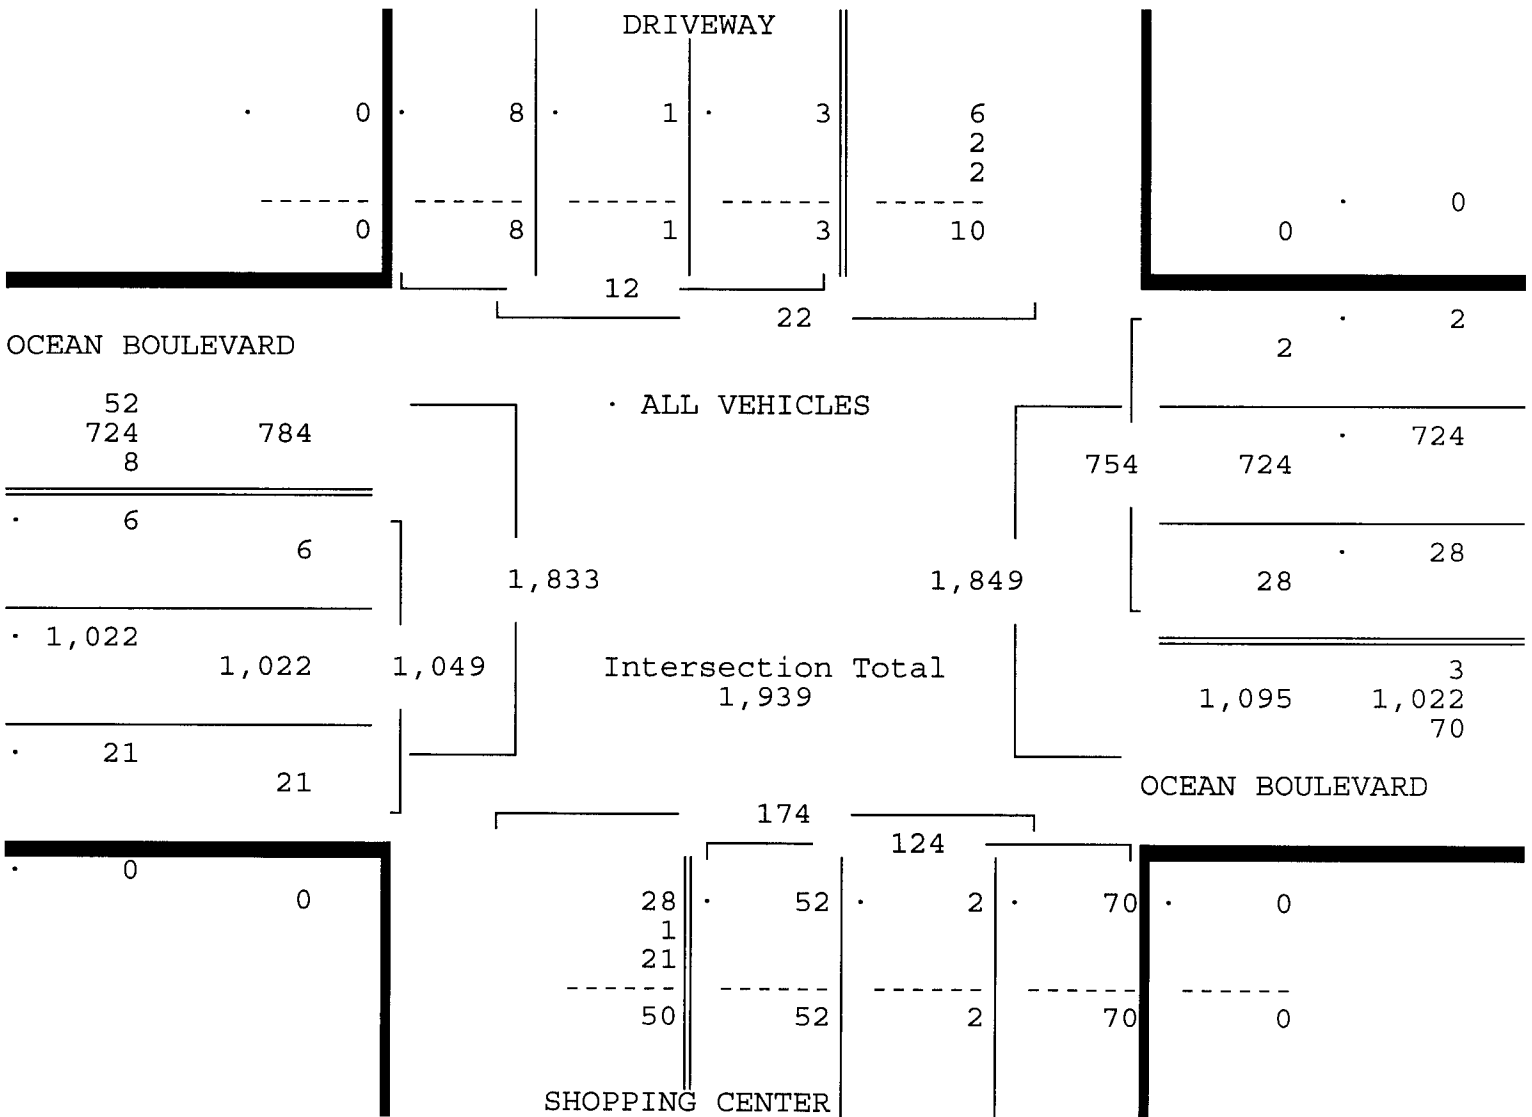 DRIVEWAY
· 0 · 8 · 1 · 3 6
2
2
------ ------ ------ ------ ------
· 0
0 8 1 3 10 0
12
22 · 2
OCEAN BOULEVARD 2
52 · ALL VEHICLES
724 784 · 724
8 754 724
· 6
6 · 28
1,833 1,849 28
· 1,022
1,022 1,049 Intersection Total 3
1,939 1,095 1,022
70
· 21
21 OCEAN BOULEVARD
174
124
· 0
0 28 · 52 · 2 · 70 · 0
1
21
------ ------ ------ ------ ------
50 52 2 70 0
SHOPPING CENTER